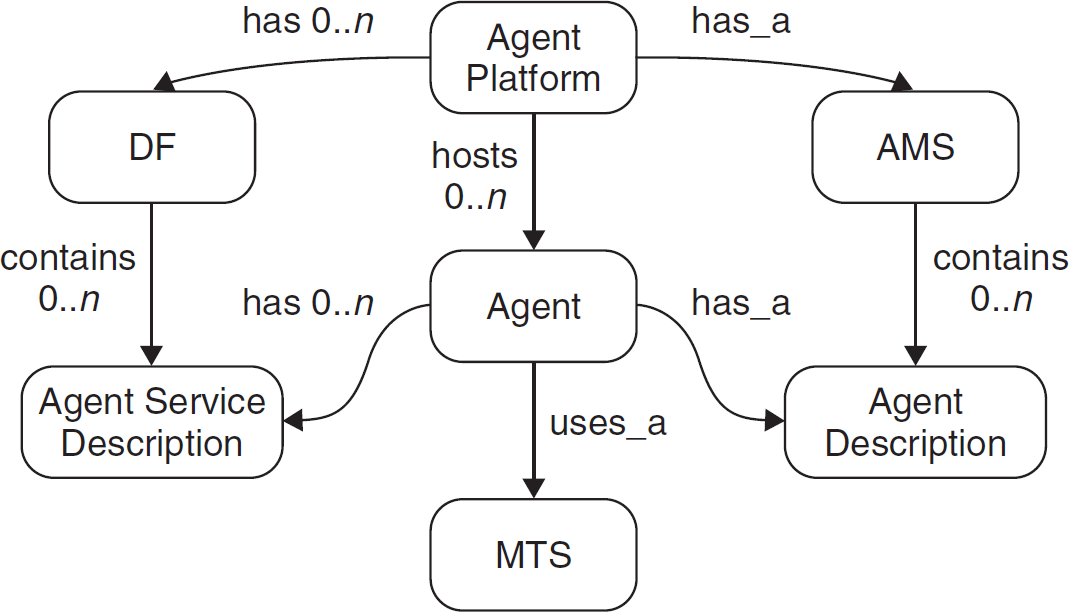 has 0..n
Agent
Platform
has_a
DF
hosts
0..n
AMS
contains
0..n
has 0..n
Agent
has_a
contains
0..n
Agent Service
Description
uses_a
Agent
Description
MTS